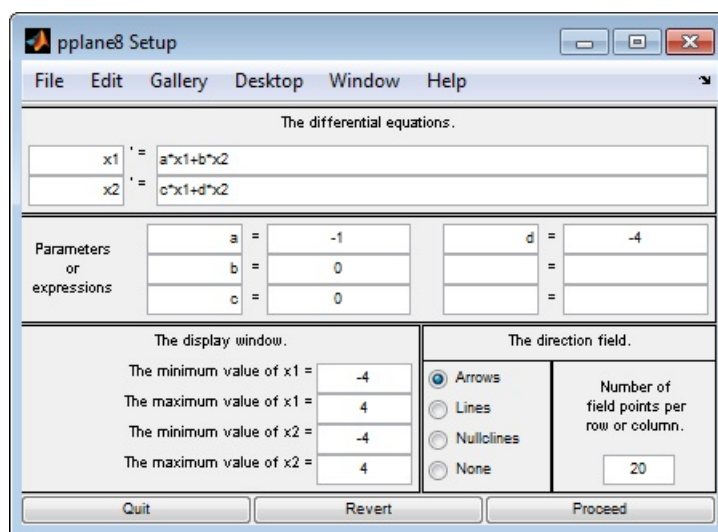 pplane8 Setup
File Edit Gallery Desktop Window Help
The differential equations.
x1 ' = a*x1+b*x2
x2 ' = c*x1+d*x2
Parameters or expressions
a = -1 d = -4
b = 0 =
c = 0 =
The display window.
The minimum value of x1 = -4
The maximum value of x1 = 4
The minimum value of x2 = -4
The maximum value of x2 = 4
The direction field.
Arrows
Lines
Nullclines
None
Number of
field points per
row or column.
20
Quit Revert Proceed